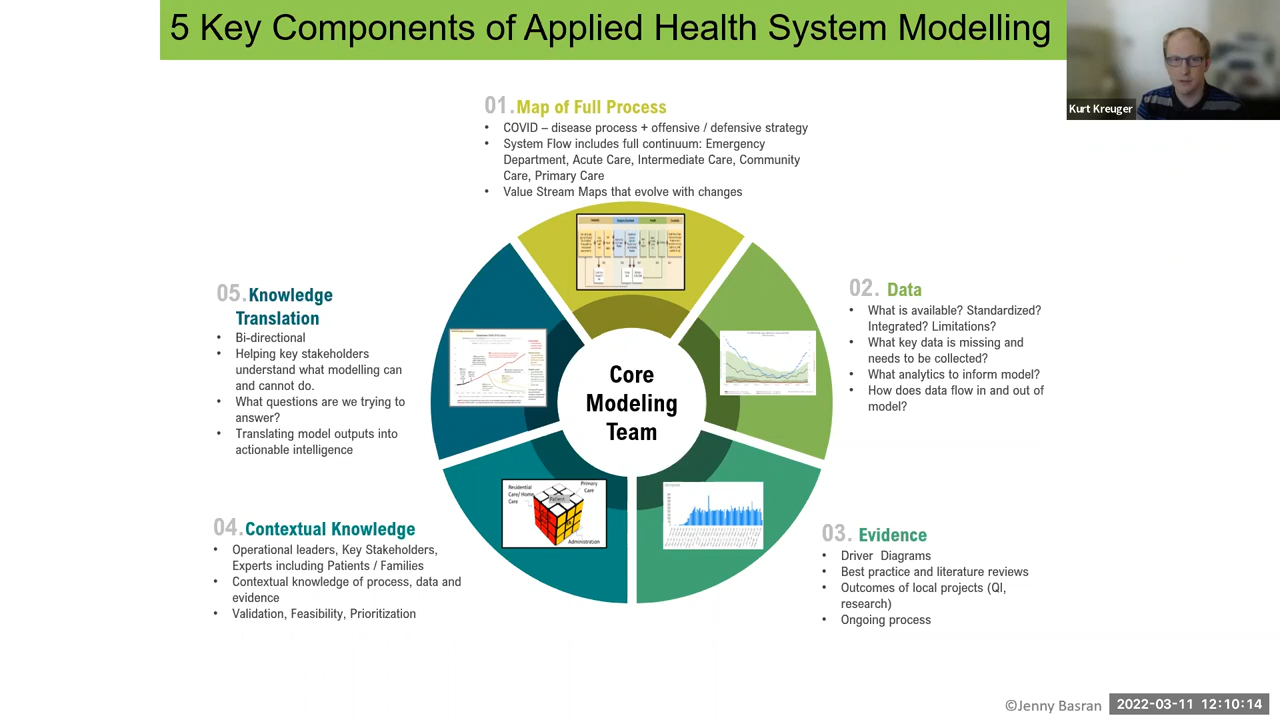 5 Key Components of Applied Health System Modelling
Kurt Kreuger
01. Map of Full Process
• COVID – disease process + offensive / defensive strategy
• System Flow includes full continuum: Emergency
Department, Acute Care, Intermediate Care, Community
Care, Primary Care
• Value Stream Maps that evolve with changes
02. Data
• What is available? Standardized?
Integrated? Limitations?
• What key data is missing and
needs to be collected?
• What analytics to inform model?
• How does data flow in and out of
model?
03. Evidence
• Driver Diagrams
• Best practice and literature reviews
• Outcomes of local projects (QI,
research)
• Ongoing process
04. Contextual Knowledge
• Operational leaders, Key Stakeholders,
Experts including Patients / Families
• Contextual knowledge of process, data and
evidence
• Validation, Feasibility, Prioritization
05. Knowledge
Translation
• Bi-directional
• Helping key stakeholders
understand what modelling can
and cannot do.
• What questions are we trying to
answer?
• Translating model outputs into
actionable intelligence
Core
Modeling
Team
Residential
Care/ Home
Care
Primary
Care
Patient
Administration
©Jenny Basran
2022-03-11 12:10:14